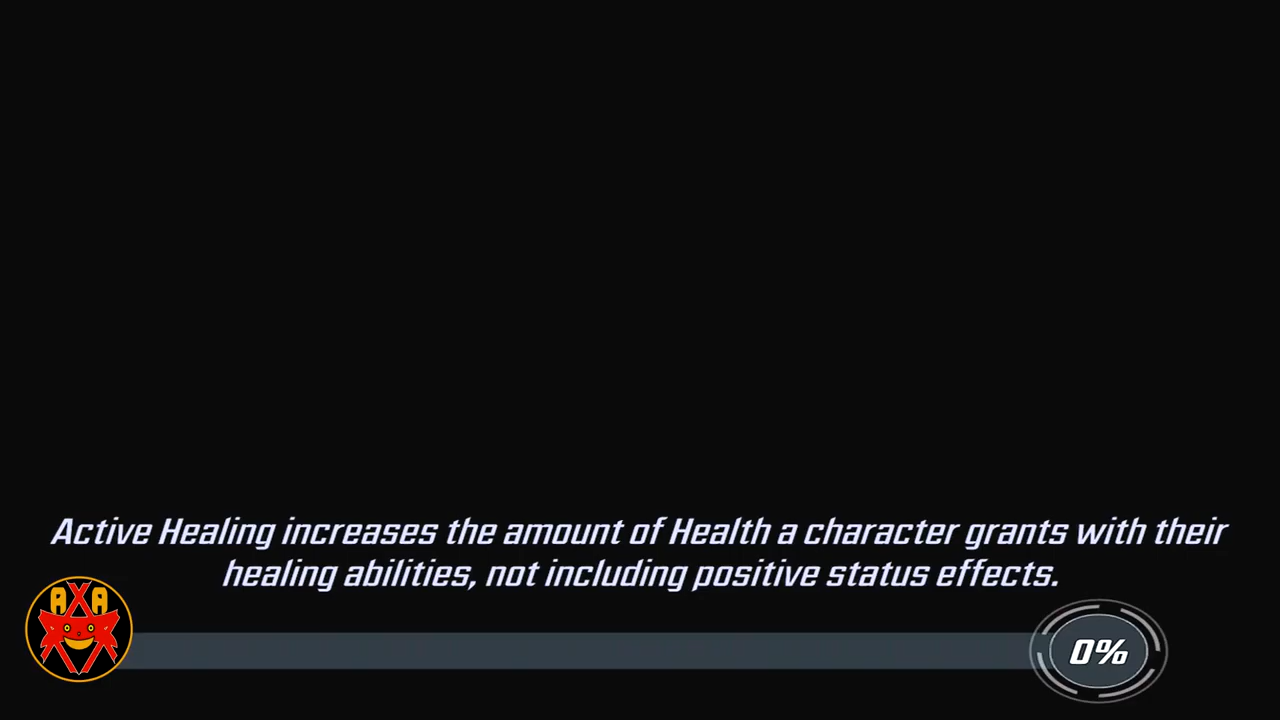 Active Healing increases the amount of Health a character grants with their
healing abilities, not including positive status effects.
AXA
0%